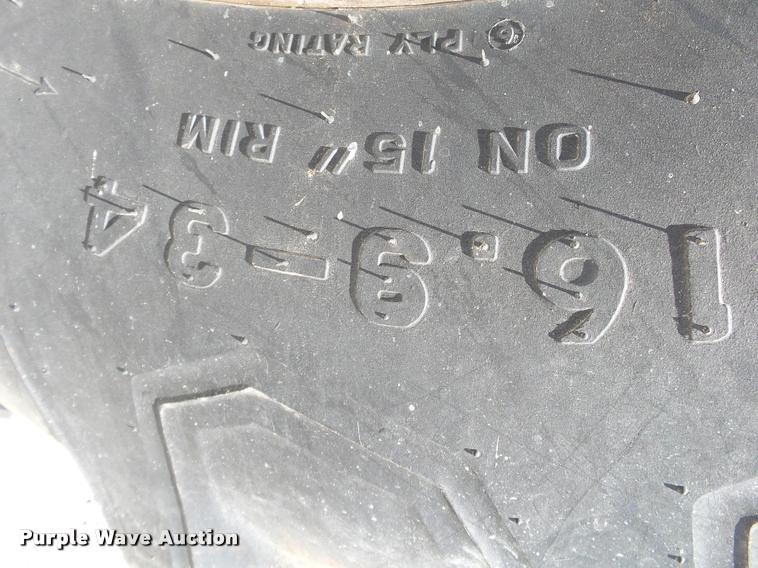 16.9-34
ON 15" RIM
6 PLY RATING
Purple Wave Auction